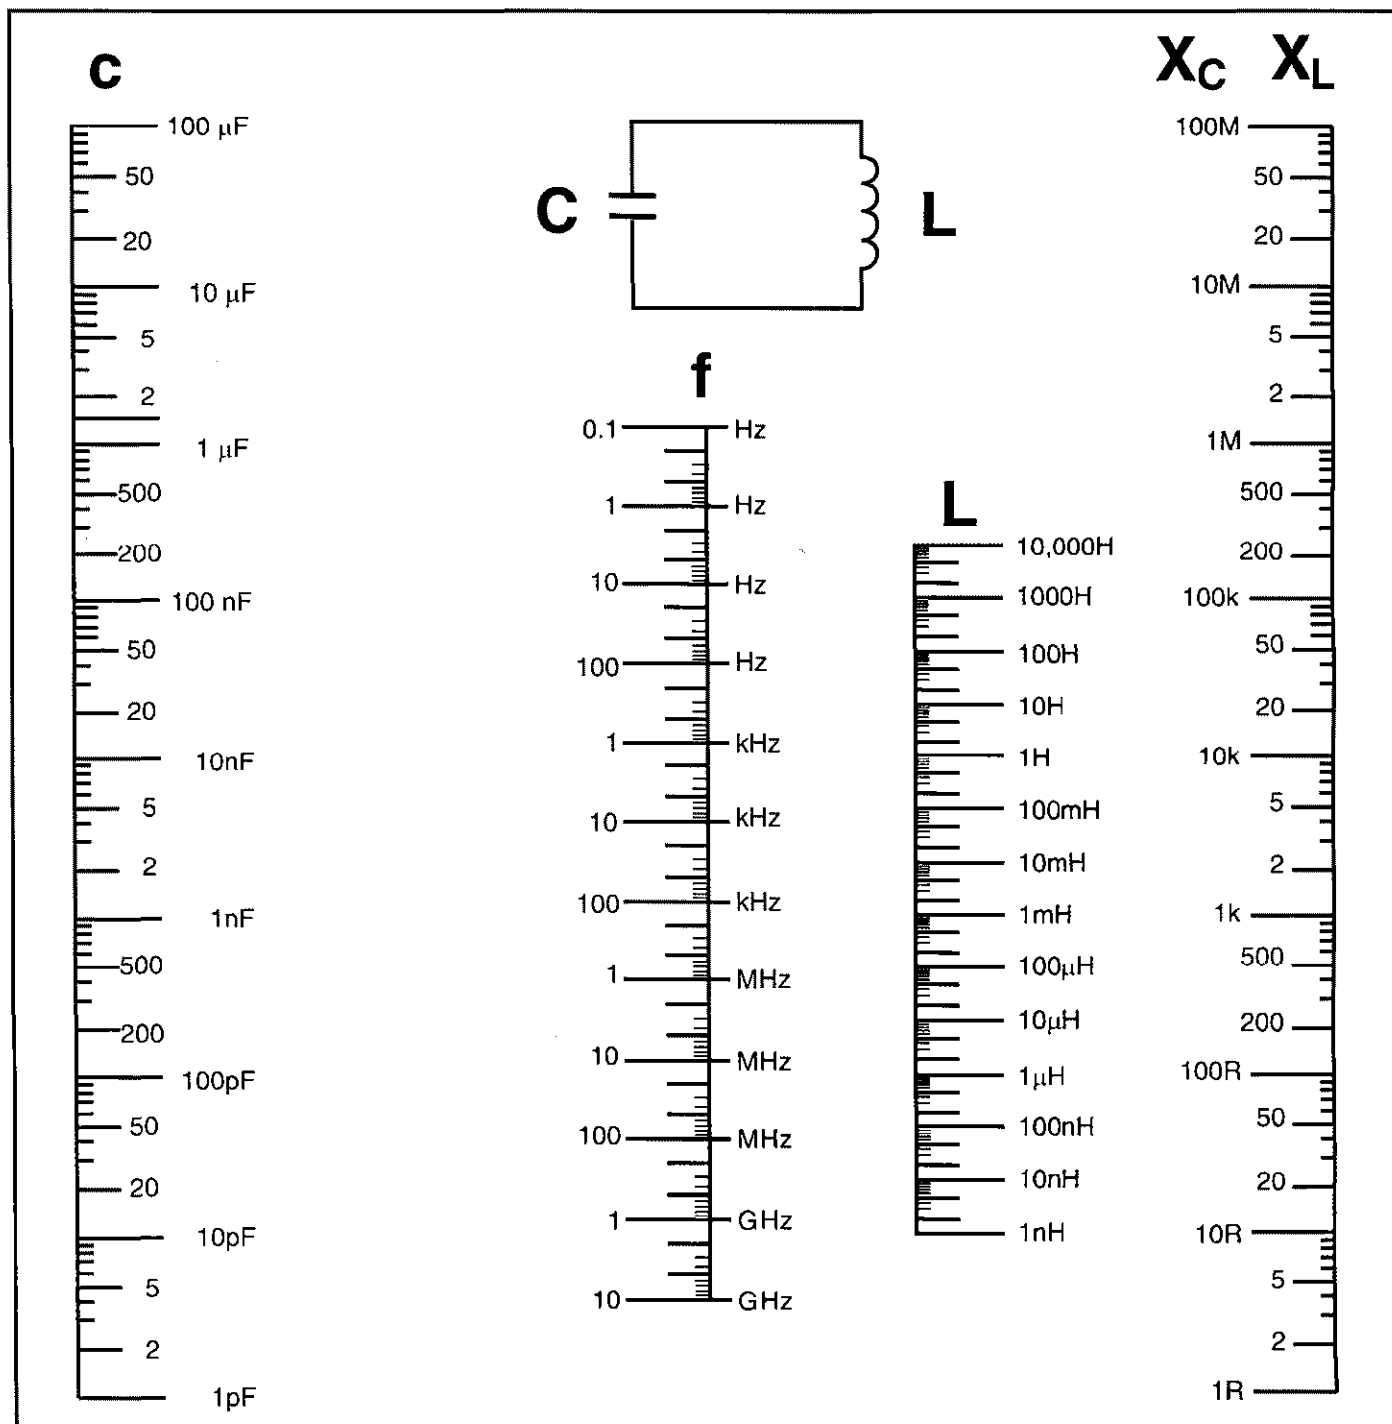 c
100 µF
50
20
10 µF
5
2
1 µF
500
200
100 nF
50
20
10nF
5
2
1nF
500
200
100pF
50
20
10pF
5
2
1pF
C
L
f
0.1 Hz
1 Hz
10 Hz
100 Hz
1 kHz
10 kHz
100 kHz
1 MHz
10 MHz
100 MHz
1 GHz
10 GHz
L
10,000H
1000H
100H
10H
1H
100mH
10mH
1mH
100µH
10µH
1µH
100nH
10nH
1nH
XC XL
100M
50
20
10M
5
2
1M
500
200
100k
50
20
10k
5
2
1k
500
200
100R
50
20
10R
5
2
1R